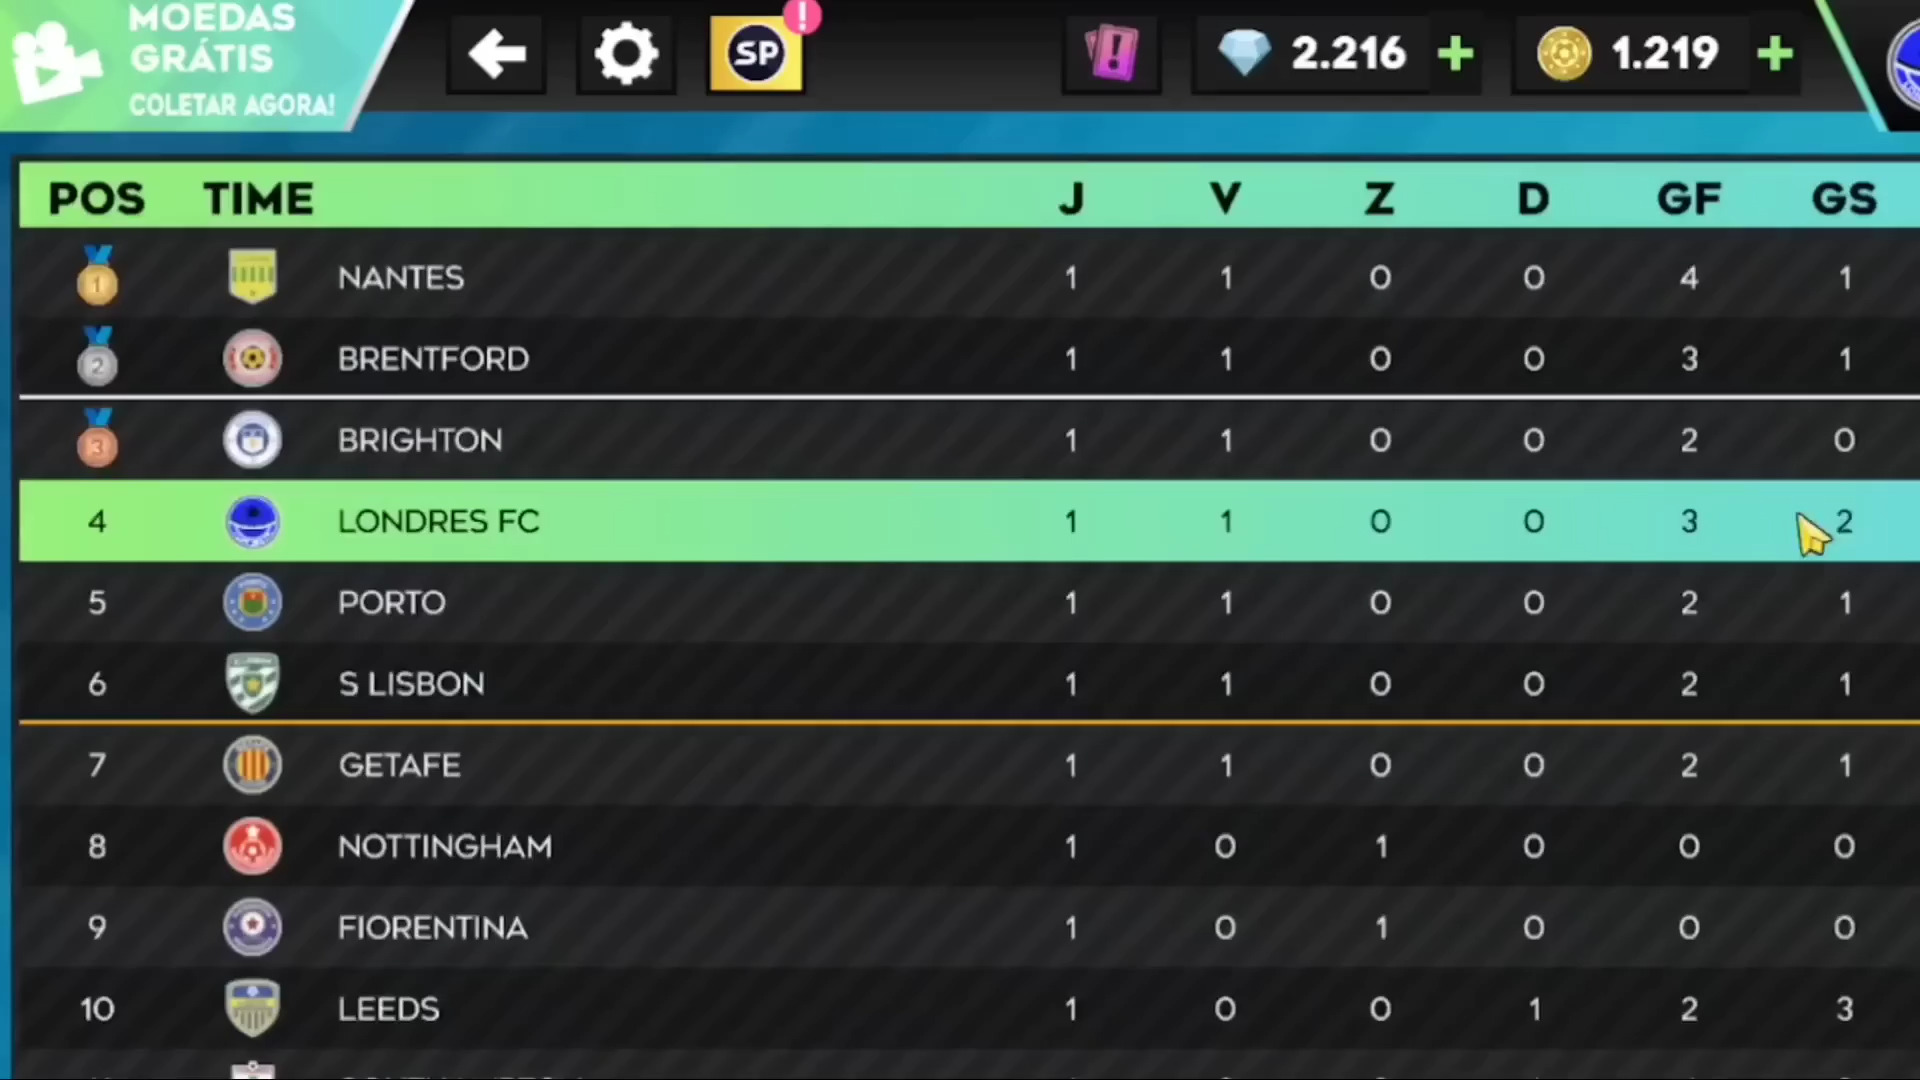 MOEDAS
GRÁTIS
COLETAR AGORA!
SP ! ! 2.216 + 1.219 +
POS TIME J V Z D GF GS
1 NANTES 1 1 0 0 4 1
2 BRENTFORD 1 1 0 0 3 1
3 BRIGHTON 1 1 0 0 2 0
4 LONDRES FC 1 1 0 0 3 2
5 PORTO 1 1 0 0 2 1
6 S LISBON 1 1 0 0 2 1
7 GETAFE 1 1 0 0 2 1
8 NOTTINGHAM 1 0 1 0 0 0
9 FIORENTINA 1 0 1 0 0 0
10 LEEDS 1 0 0 1 2 3